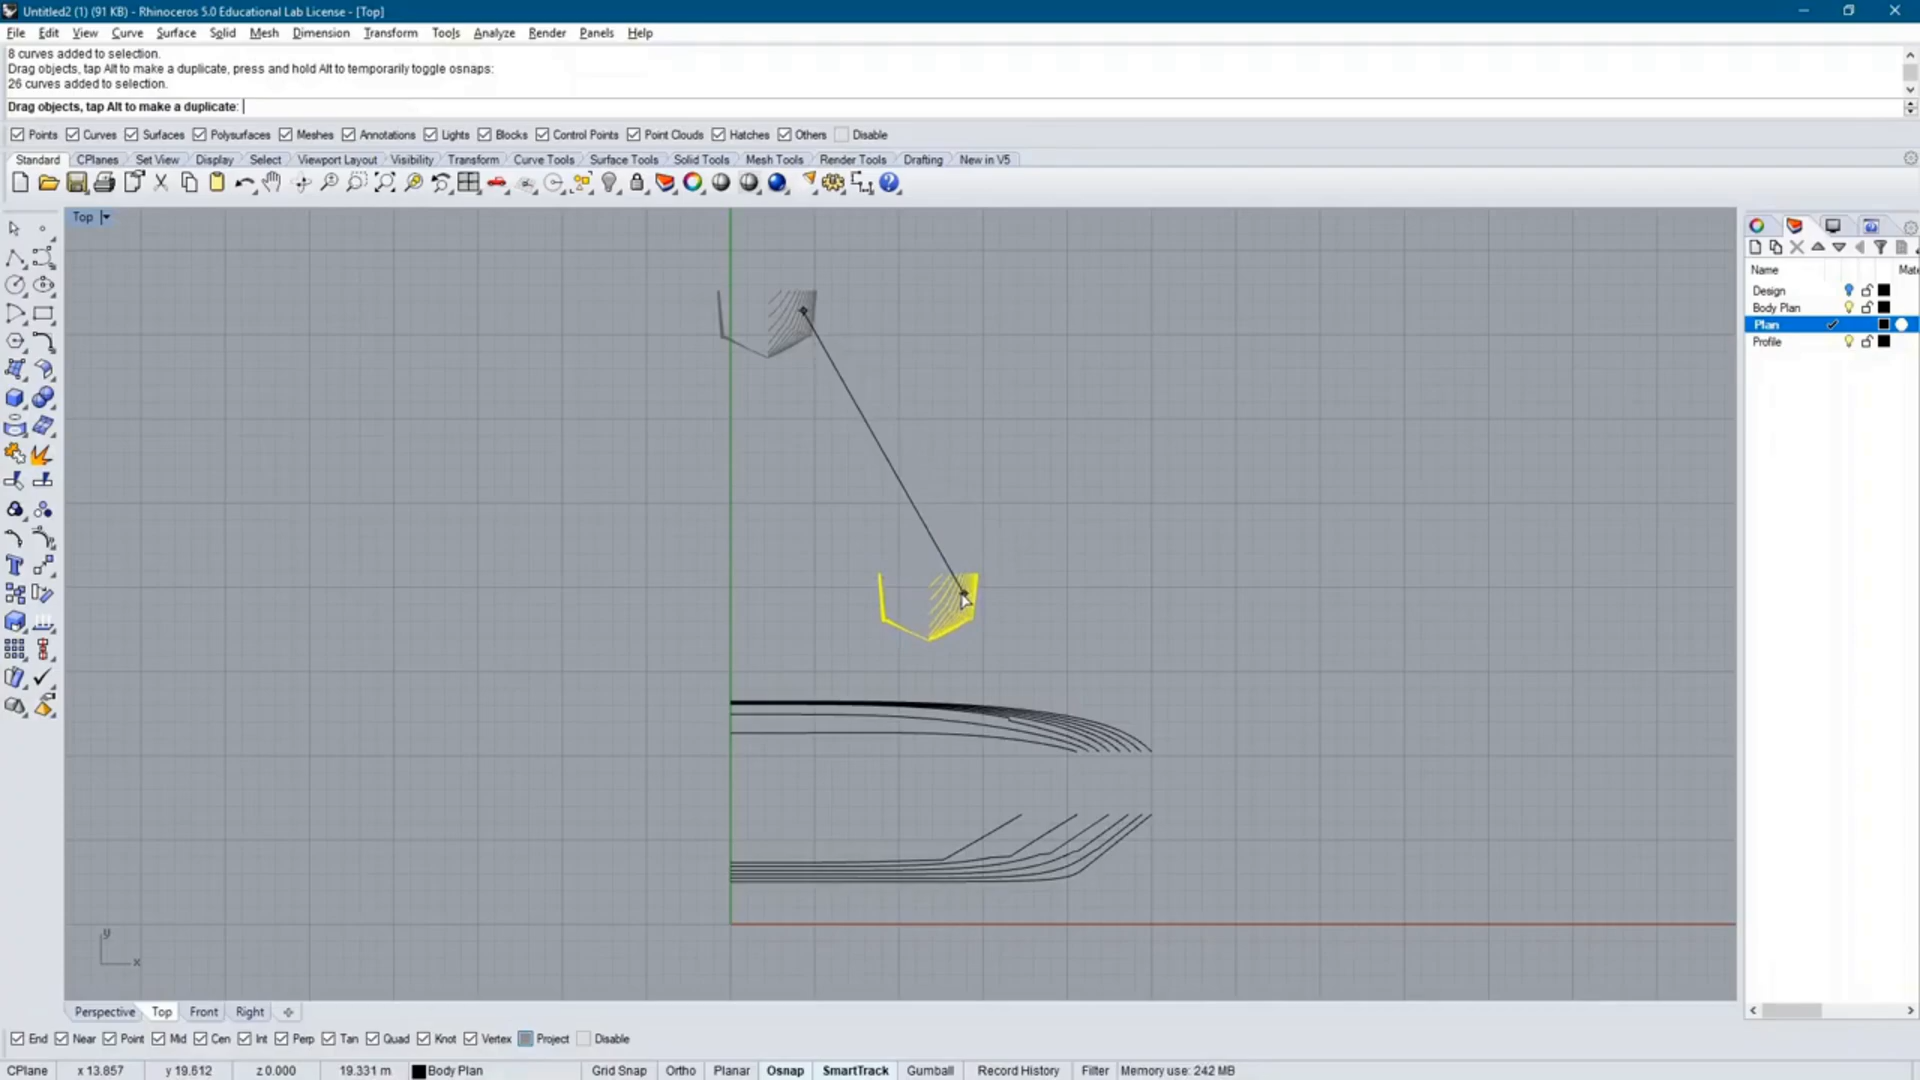 Untitled2 (1) (91 KB) - Rhinoceros 5.0 Educational Lab License - [Top]
File Edit View Curve Surface Solid Mesh Dimension Transform Tools Analyze Render Panels Help
8 curves added to selection.
Drag objects, tap Alt to make a duplicate, press and hold Alt to temporarily toggle osnaps:
26 curves added to selection.
Drag objects, tap Alt to make a duplicate:
Points Curves Surfaces Polysurfaces Meshes Annotations Lights Blocks Control Points Point Clouds Hatches Others Disable
Standard CPlanes Set View Display Select Viewport Layout Visibility Transform Curve Tools Surface Tools Solid Tools Mesh Tools Render Tools Drafting New in V5
Top
Name Mate
Design
Body Plan
Plan
Profile
y
x
Perspective Top Front Right
End Near Point Mid Cen Int Perp Tan Quad Knot Vertex Project Disable
CPlane x 13.857 y 19.612 z 0.000 19.331 m Body Plan Grid Snap Ortho Planar Osnap SmartTrack Gumball Record History Filter Memory use: 242 MB